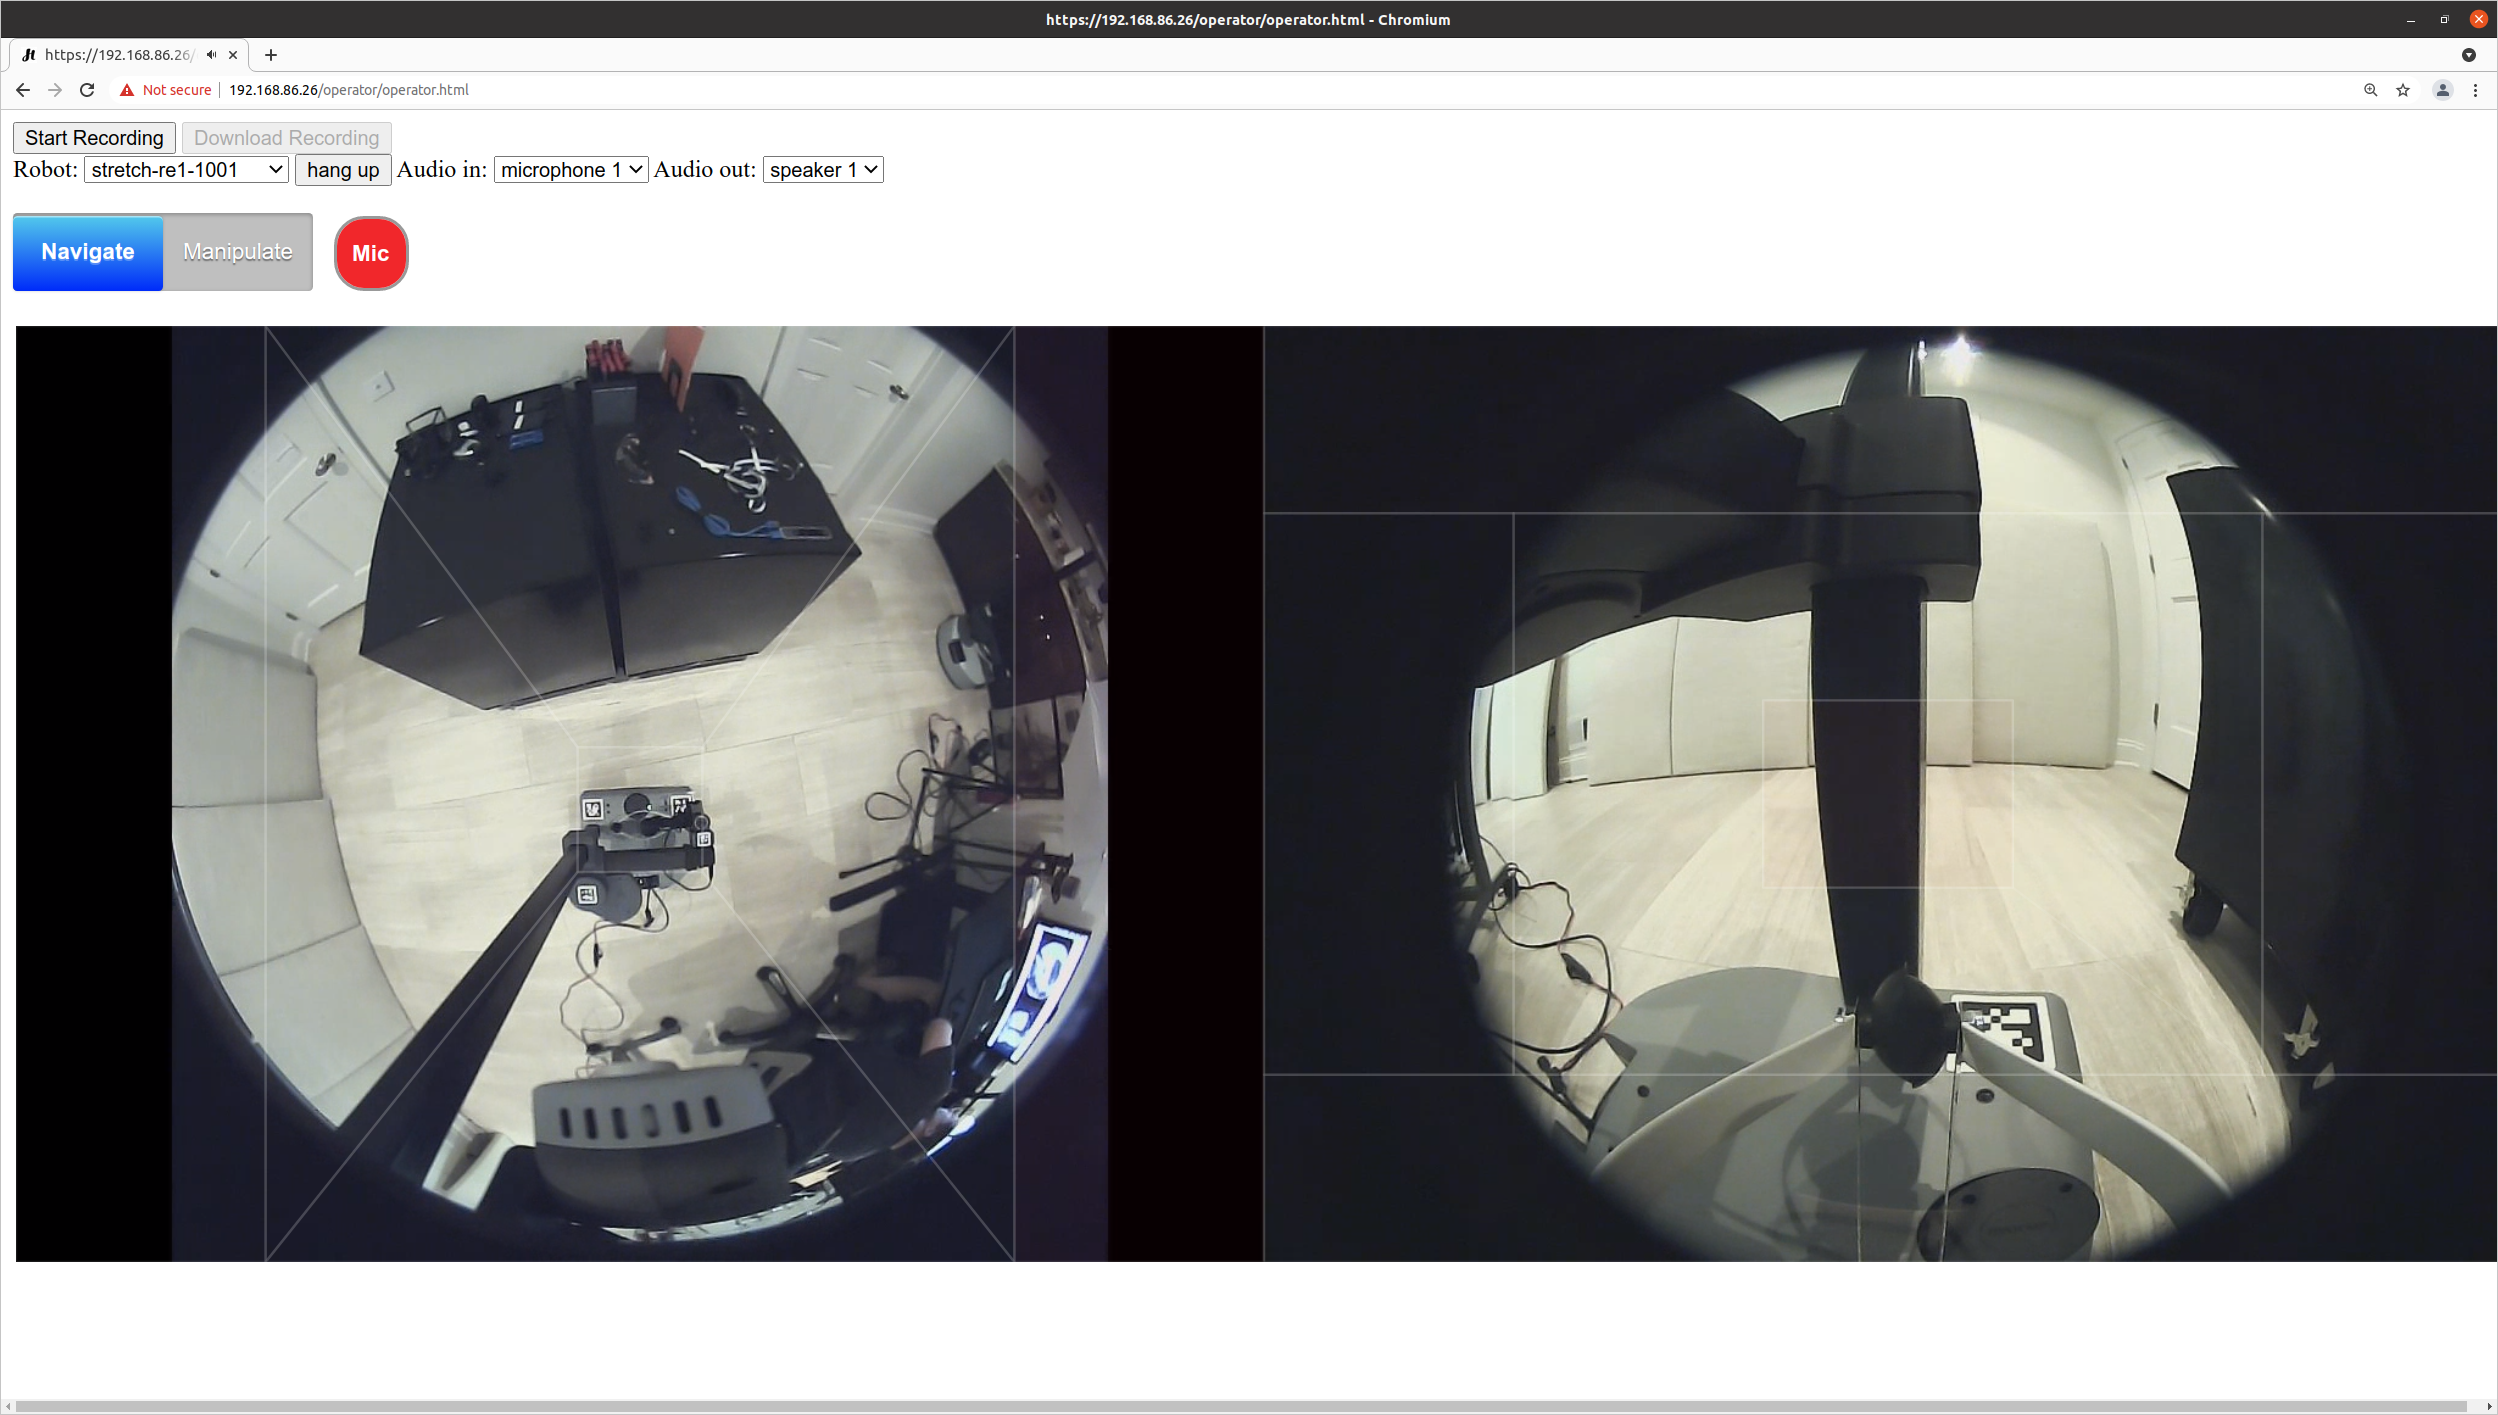 https://192.168.86.26/operator/operator.html - Chromium
https://192.168.86.26/
Not secure 192.168.86.26/operator/operator.html
Start Recording Download Recording
Robot: stretch-re1-1001 hang up Audio in: microphone 1 Audio out: speaker 1
Navigate Manipulate Mic